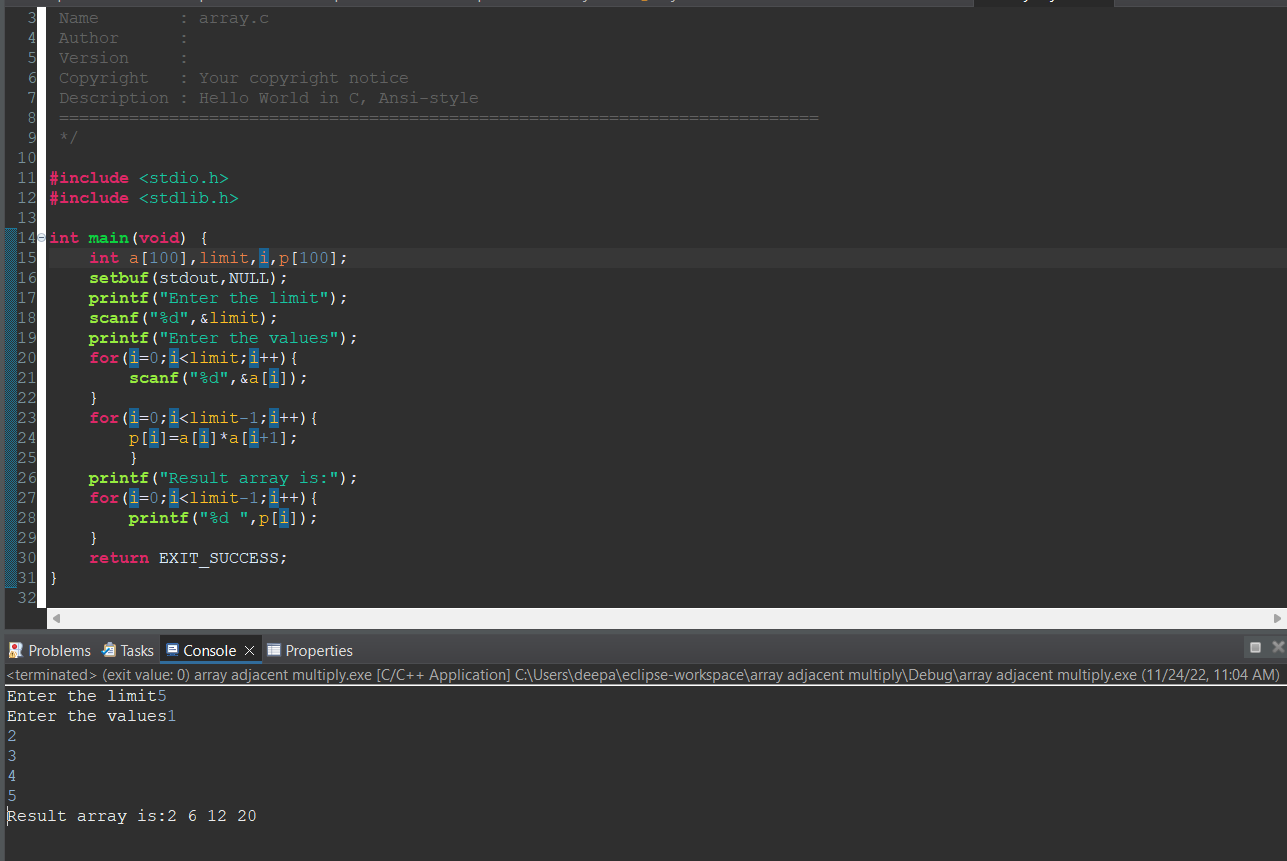 3 Name        : array.c
4 Author      :
5 Version     :
6 Copyright   : Your copyright notice
7 Description : Hello World in C, Ansi-style
8 ============================================================================
9 */
10
11 #include <stdio.h>
12 #include <stdlib.h>
13
14 int main(void) {
15     int a[100],limit,i,p[100];
16     setbuf(stdout,NULL);
17     printf("Enter the limit");
18     scanf("%d",&limit);
19     printf("Enter the values");
20     for(i=0;i<limit;i++){
21         scanf("%d",&a[i]);
22     }
23     for(i=0;i<limit-1;i++){
24         p[i]=a[i]*a[i+1];
25         }
26     printf("Result array is:");
27     for(i=0;i<limit-1;i++){
28         printf("%d ",p[i]);
29     }
30     return EXIT_SUCCESS;
31 }
32
Problems Tasks Console Properties
<terminated> (exit value: 0) array adjacent multiply.exe [C/C++ Application] C:\Users\deepa\eclipse-workspace\array adjacent multiply\Debug\array adjacent multiply.exe (11/24/22, 11:04 AM)
Enter the limit5
Enter the values1
2
3
4
5
Result array is:2 6 12 20